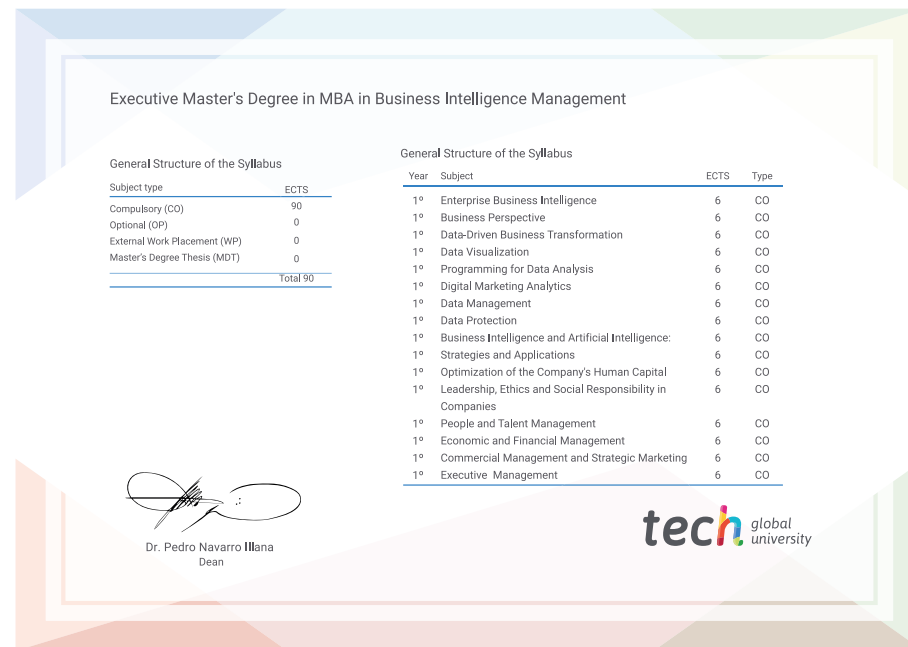 Executive Master's Degree in MBA in Business Intelligence Management
General Structure of the Syllabus
Subject type ECTS
Compulsory (CO) 90
Optional (OP) 0
External Work Placement (WP) 0
Master's Degree Thesis (MDT) 0
Total 90
General Structure of the Syllabus
Year Subject ECTS Type
1º Enterprise Business Intelligence 6 CO
1º Business Perspective 6 CO
1º Data-Driven Business Transformation 6 CO
1º Data Visualization 6 CO
1º Programming for Data Analysis 6 CO
1º Digital Marketing Analytics 6 CO
1º Data Management 6 CO
1º Data Protection 6 CO
1º Business Intelligence and Artificial Intelligence: 6 CO
1º Strategies and Applications 6 CO
1º Optimization of the Company's Human Capital 6 CO
1º Leadership, Ethics and Social Responsibility in 6 CO
Companies
1º People and Talent Management 6 CO
1º Economic and Financial Management 6 CO
1º Commercial Management and Strategic Marketing 6 CO
1º Executive Management 6 CO
Dr. Pedro Navarro Illana
Dean
tech global
university